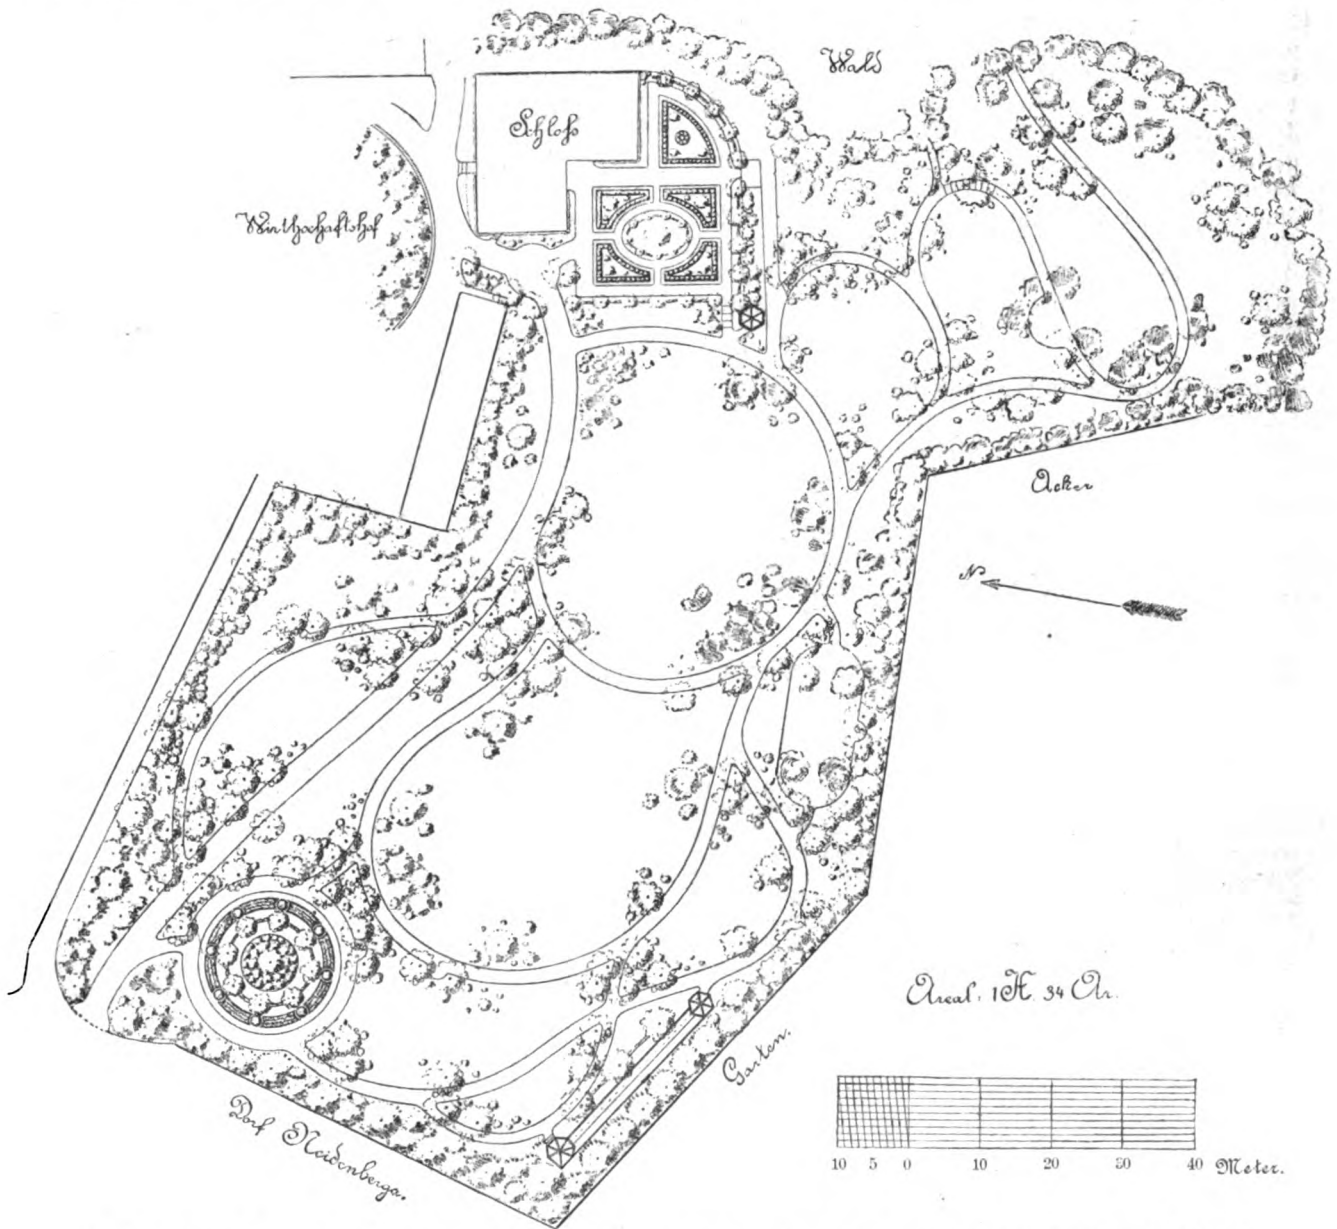 Wald
Schloß
Wirthschaftshof
Acker
N
Areal. 1 H. 34 Ar.
Garten.
Dorf Neidenberga.
10 5 0 10 20 30 40 Meter.